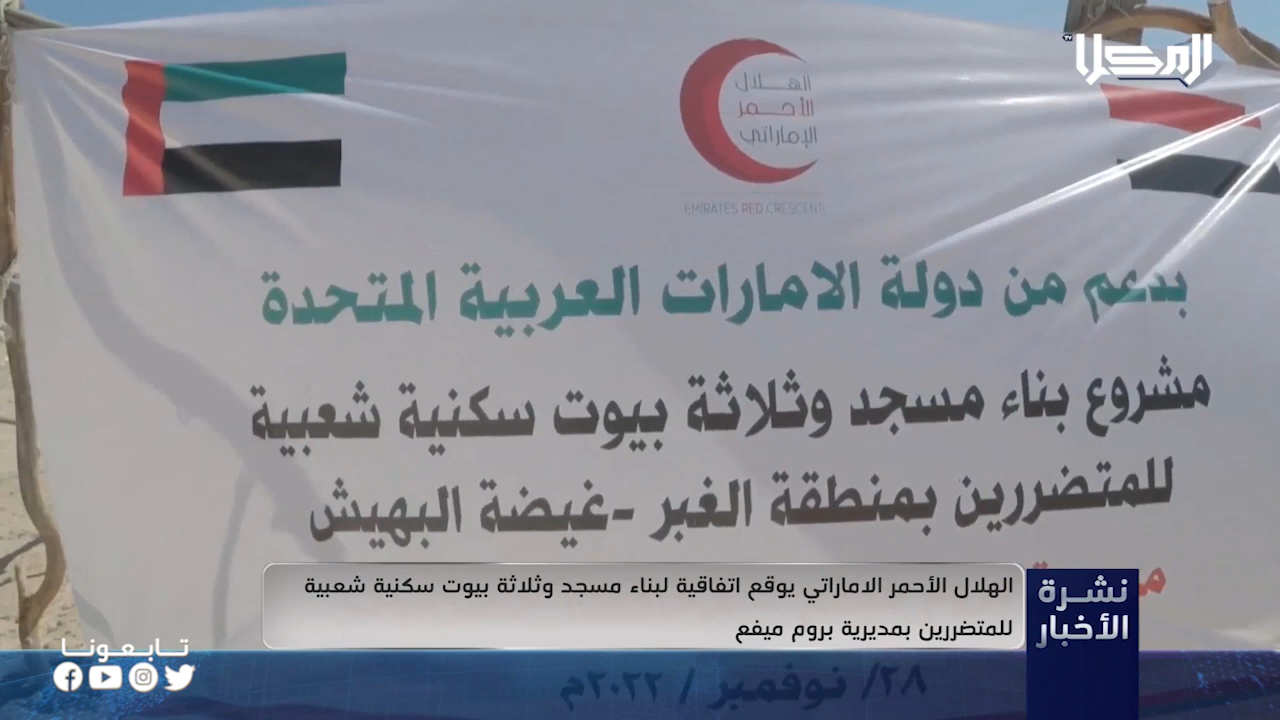 المكلا
TV
الهلال
الأحمر
الإماراتي
EMIRATES RED CRESCENT
بدعم من دولة الامارات العربية المتحدة
مشروع بناء مسجد وثلاثة بيوت سكنية شعبية
للمتضررين بمنطقة الغبر -غيضة البهيش
نشرة
الأخبار
الهلال الأحمر الاماراتي يوقع اتفاقية لبناء مسجد وثلاثة بيوت سكنية شعبية
للمتضررين بمديرية بروم ميفع
تابعونا
٢٨/ نوفمبر / ٢٠٢٢م